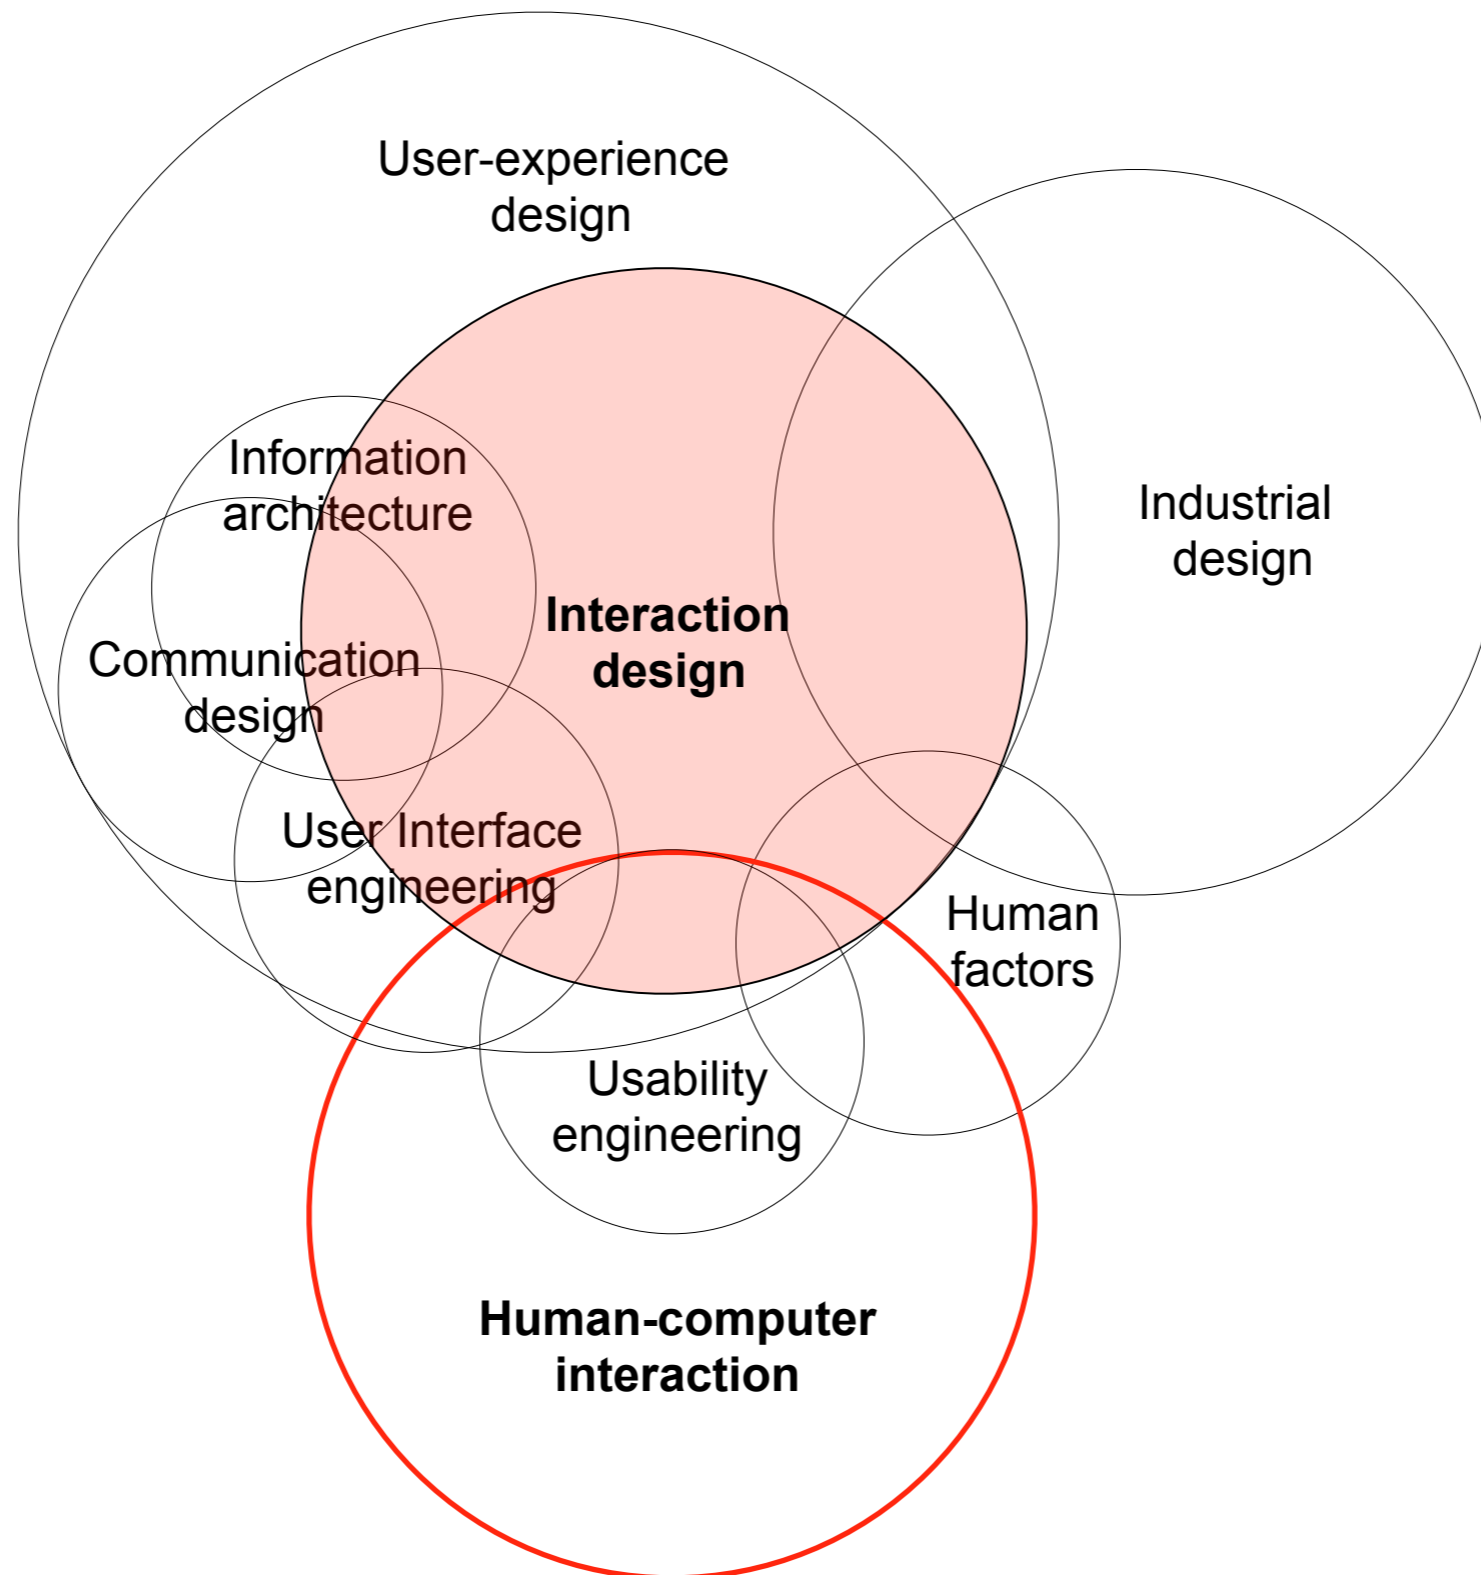 User-experience
design
Information
architecture
Industrial
design
Interaction
design
Communication
design
User Interface
engineering
Human
factors
Usability
engineering
Human-computer
interaction